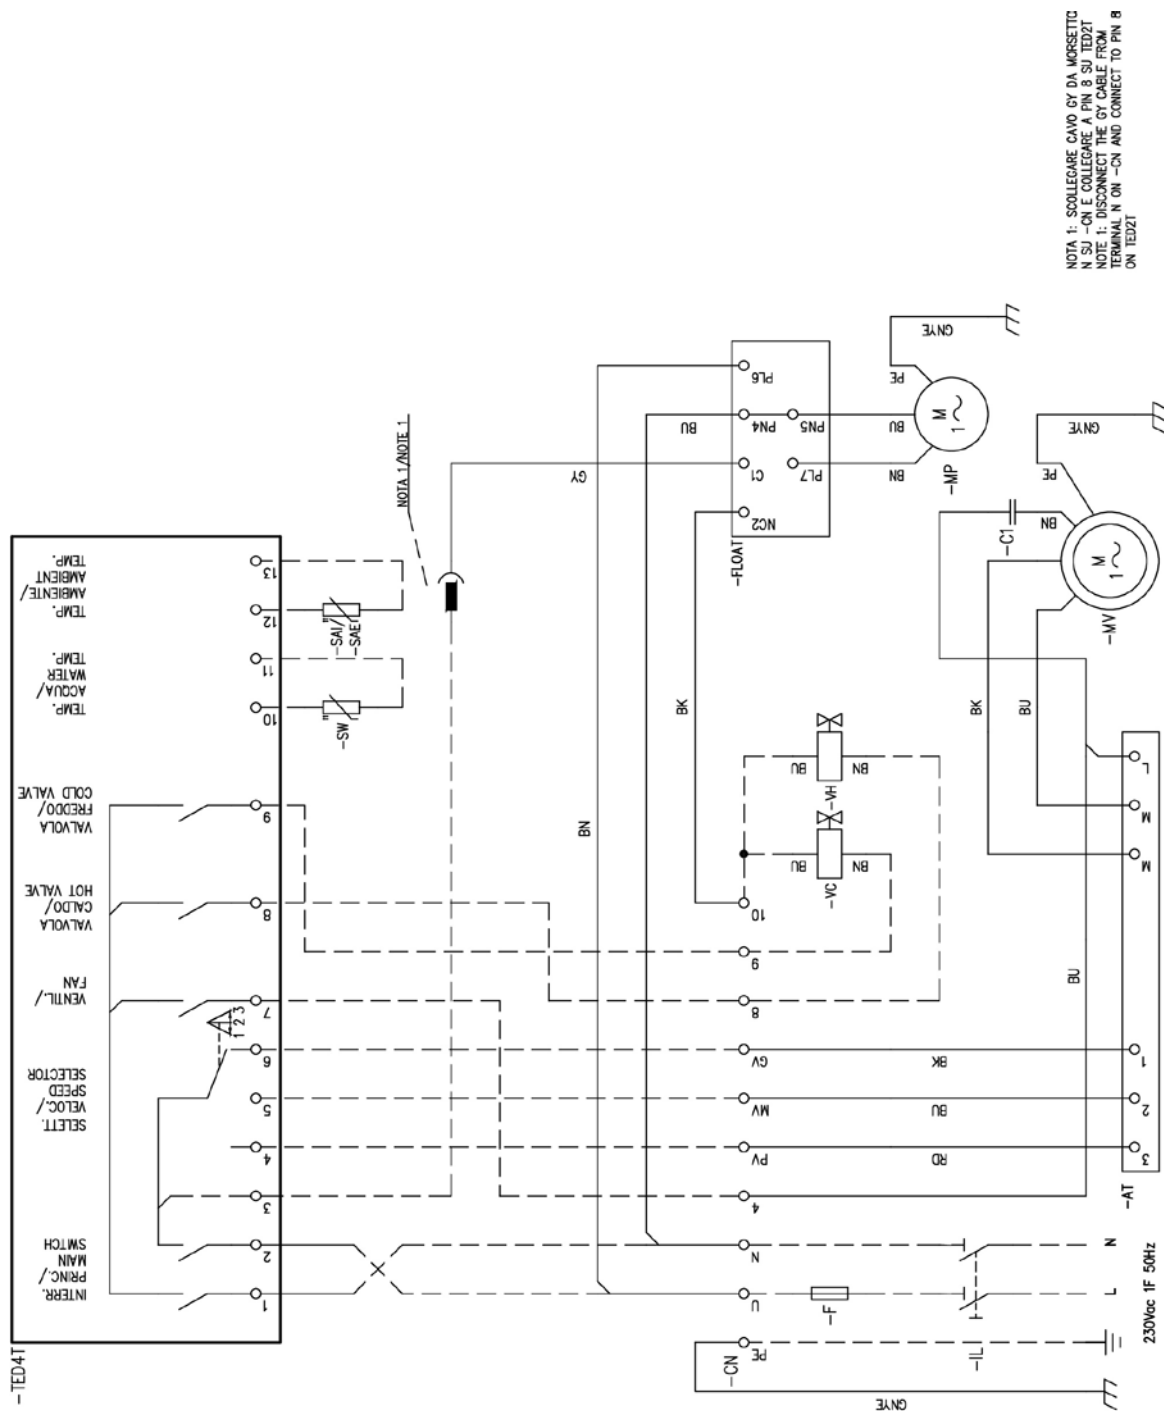 -TED4T
INTERR.
PRINC./
MAIN
SWITCH
SELETT.
VELOC./
SPEED
SELECTOR
VENTIL./
FAN
VALVOLA
CALDO/
HOT VALVE
VALVOLA
FREDDO/
COLD VALVE
TEMP.
ACQUA/
WATER
TEMP.
TEMP.
AMBIENTE/
AMBIENT
TEMP.
1
2
3
4
5
6
7
8
9
10
11
12
13
1 2 3
-SW
-SAI/
-SAE
NOTA 1/NOTE 1
GY
BN
BK
BU
-FLOAT
NC2
C1
PN4
PL6
PL7
PN5
BN
BU
PE
GNYE
-MP
M
1
-CN
PE
U
N
4
PV
MV
GV
8
9
10
BU
BN
-VC
BU
BN
-VH
RD
BU
BK
BU
BK
BU
-C1
BN
PE
GNYE
-MV
M
1
-F
-IL
GNYE
L
N
230Vac 1F 50Hz
-AT
3
2
1
M
M
L
NOTA 1: SCOLLEGARE CAVO GY DA MORSETTO
N SU -CN E COLLEGARE A PIN 8 SU TED2T
NOTE 1: DISCONNECT THE GY CABLE FROM
TERMINAL N ON -CN AND CONNECT TO PIN 8
ON TED2T